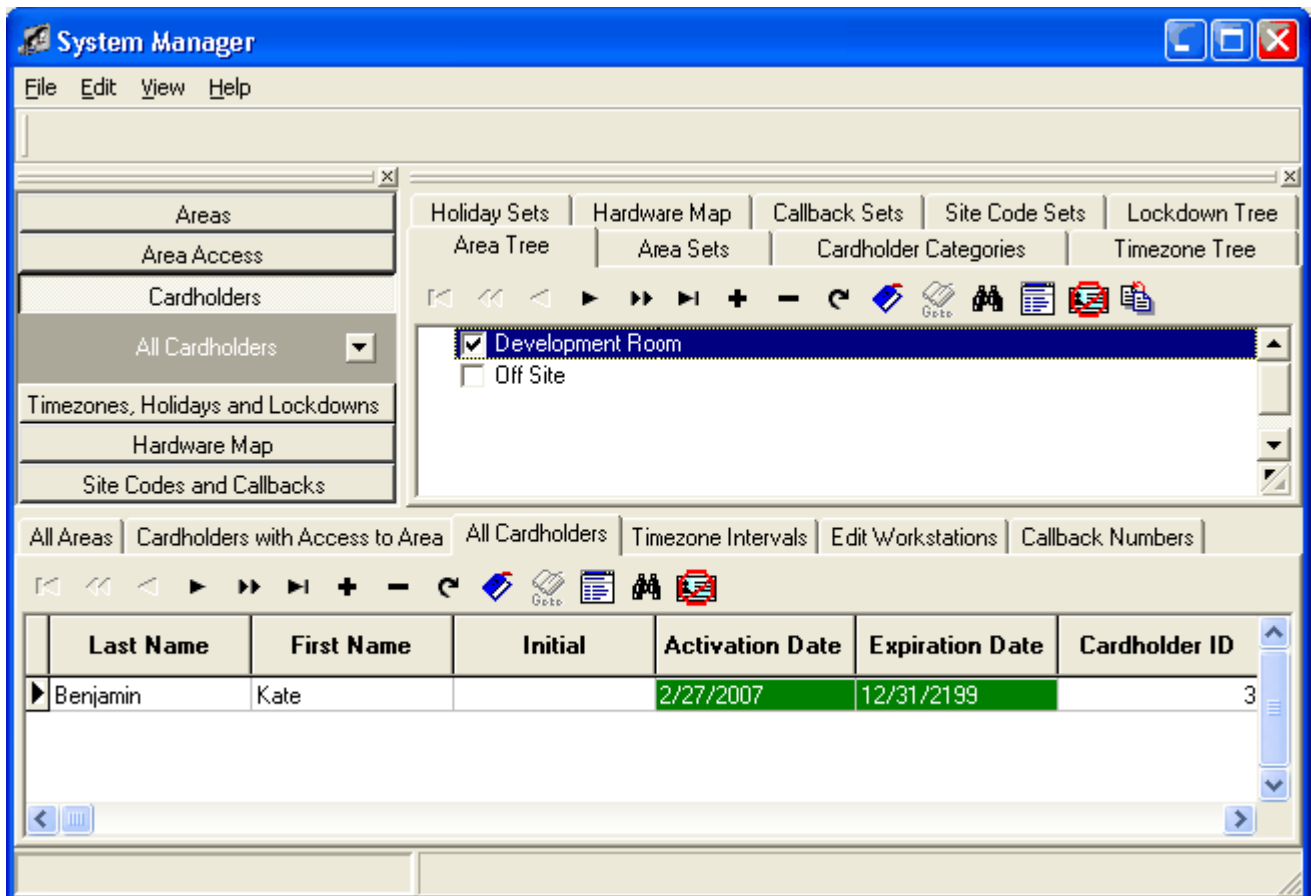 System Manager
File Edit View Help
Areas
Area Access
Cardholders
All Cardholders
Timezones, Holidays and Lockdowns
Hardware Map
Site Codes and Callbacks
Holiday Sets Hardware Map Callback Sets Site Code Sets Lockdown Tree
Area Tree Area Sets Cardholder Categories Timezone Tree
Goto
Development Room
Off Site
All Areas Cardholders with Access to Area All Cardholders Timezone Intervals Edit Workstations Callback Numbers
Goto
Last Name First Name Initial Activation Date Expiration Date Cardholder ID
Benjamin Kate 2/27/2007 12/31/2199 3